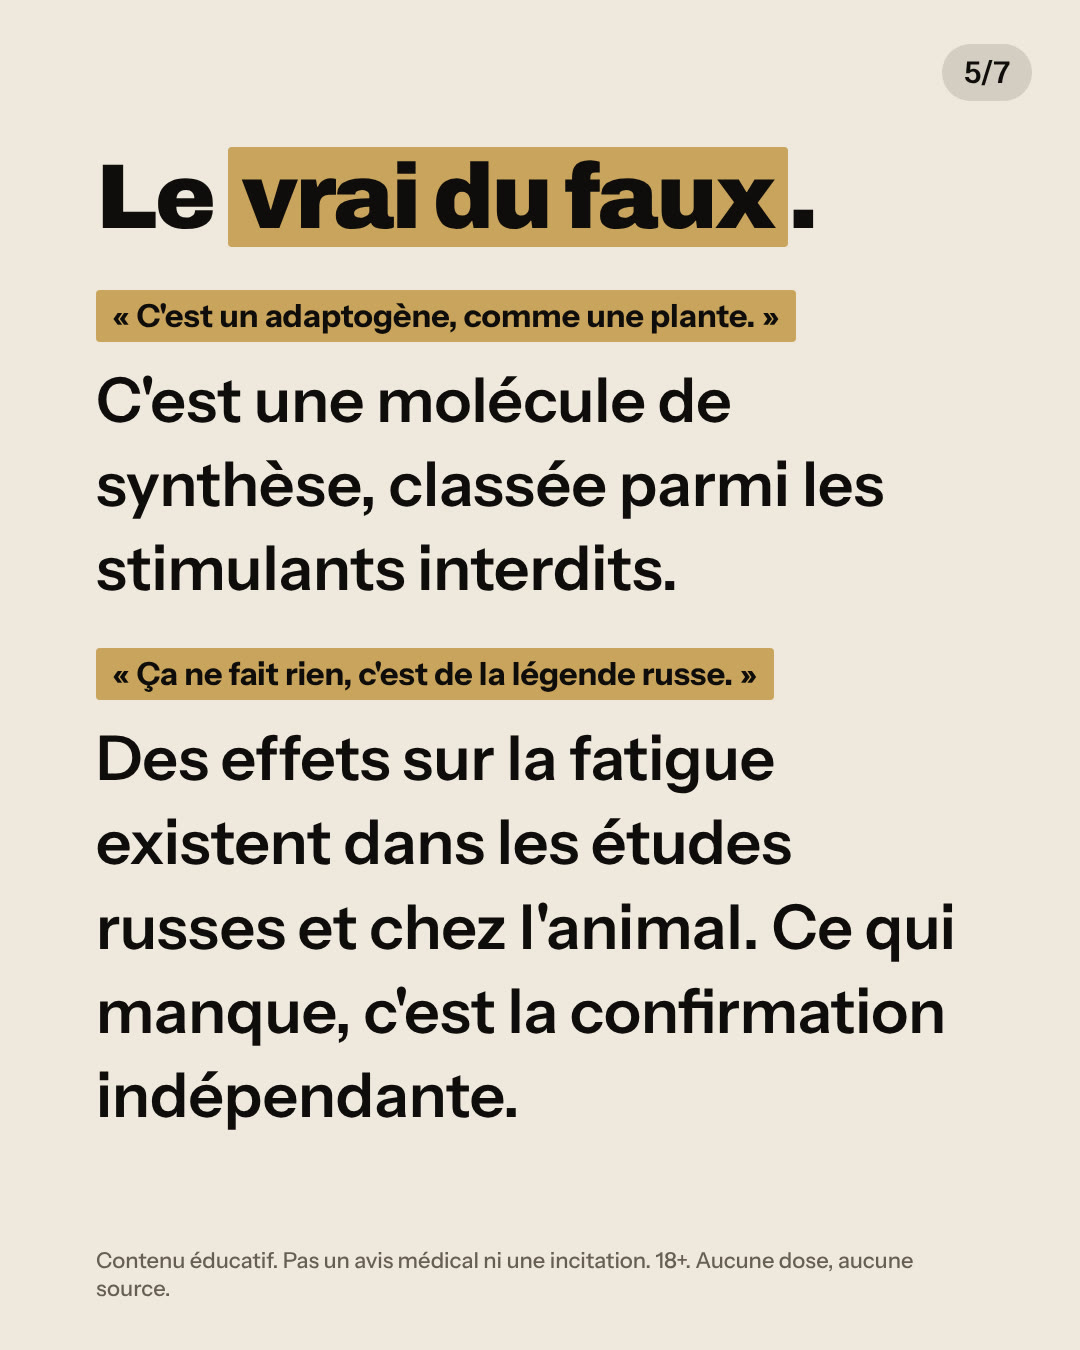 5/7
Le vrai du faux.
« C'est un adaptogène, comme une plante. »
C'est une molécule de
synthèse, classée parmi les
stimulants interdits.
« Ça ne fait rien, c'est de la légende russe. »
Des effets sur la fatigue
existent dans les études
russes et chez l'animal. Ce qui
manque, c'est la confirmation
indépendante.
Contenu éducatif. Pas un avis médical ni une incitation. 18+. Aucune dose, aucune
source.